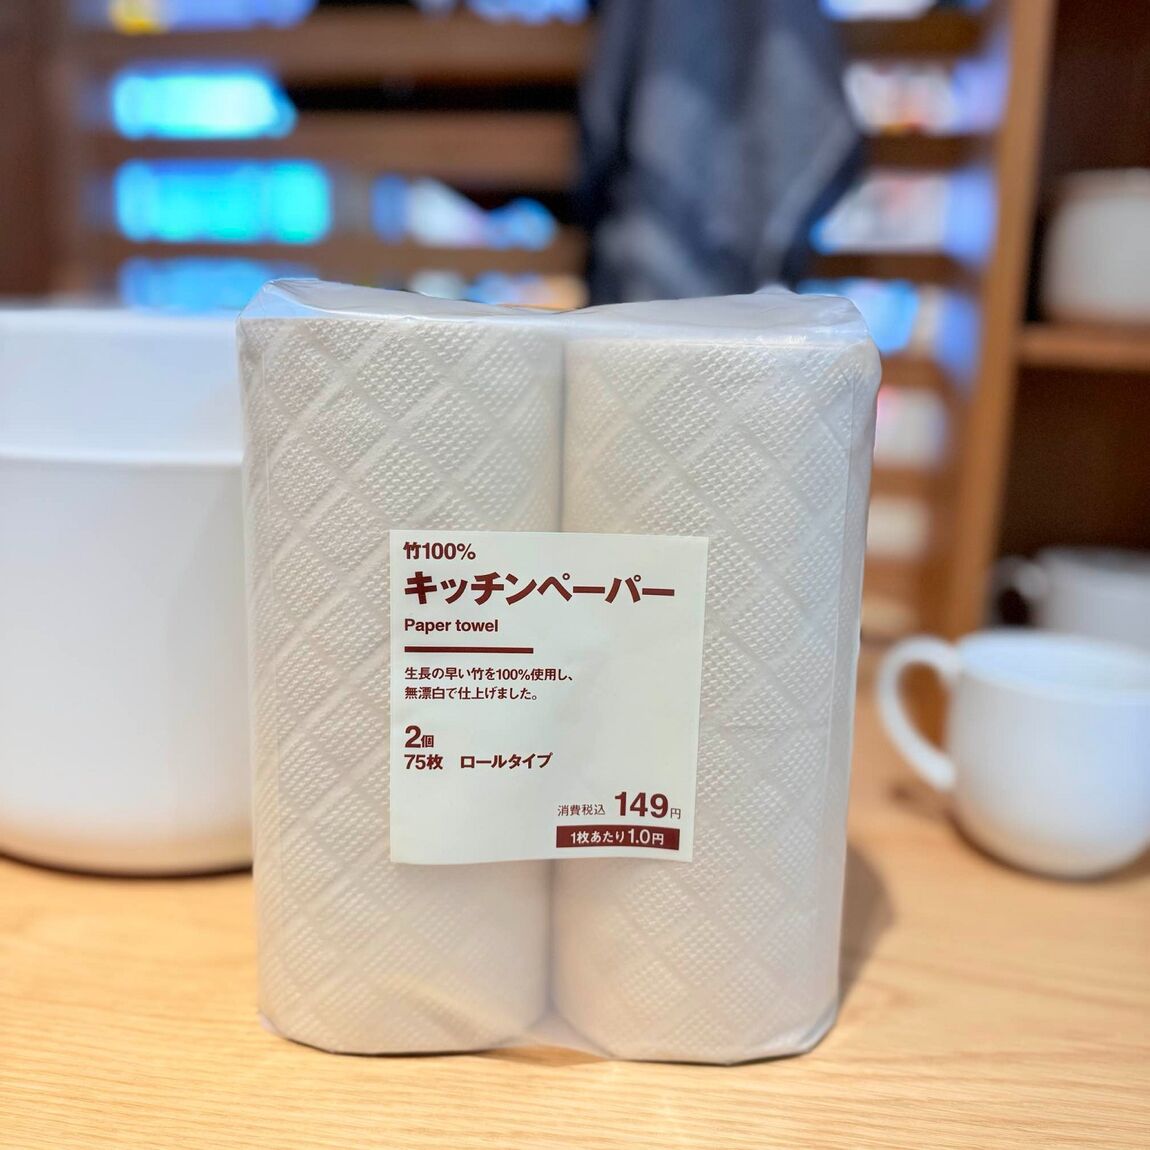 竹100%
キッチンペーパー
Paper towel
生長の早い竹を100%使用し、
無漂白で仕上げました。
2個
75枚 ロールタイプ
消費税込 149円
1枚あたり1.0円